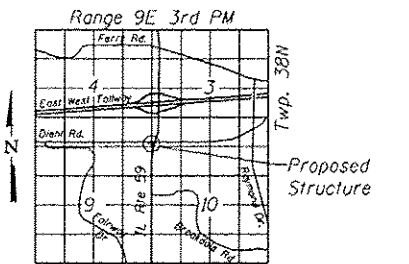 Range 9E 3rd PM
Twp. 38N
Ferry Rd.
4
3
East West Tollway
Diehl Rd.
N
Proposed
Structure
IL Rte 59
Raymond Dr.
9
10
Fairway
Dr.
Brookdale Rd.